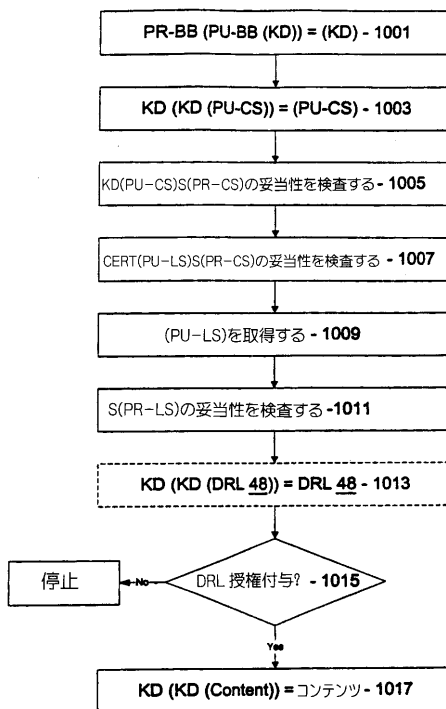 PR-BB (PU-BB (KD)) = (KD) - 1001
KD (KD (PU-CS)) = (PU-CS) - 1003
KD(PU-CS)S(PR-CS)の妥当性を検査する - 1005
CERT(PU-LS)S(PR-CS)の妥当性を検査する - 1007
(PU-LS)を取得する - 1009
S(PR-LS)の妥当性を検査する -1011
KD (KD (DRL 48)) = DRL 48 - 1013
DRL 授権付与? - 1015
No
停止
Yes
KD (KD (Content)) = コンテンツ - 1017